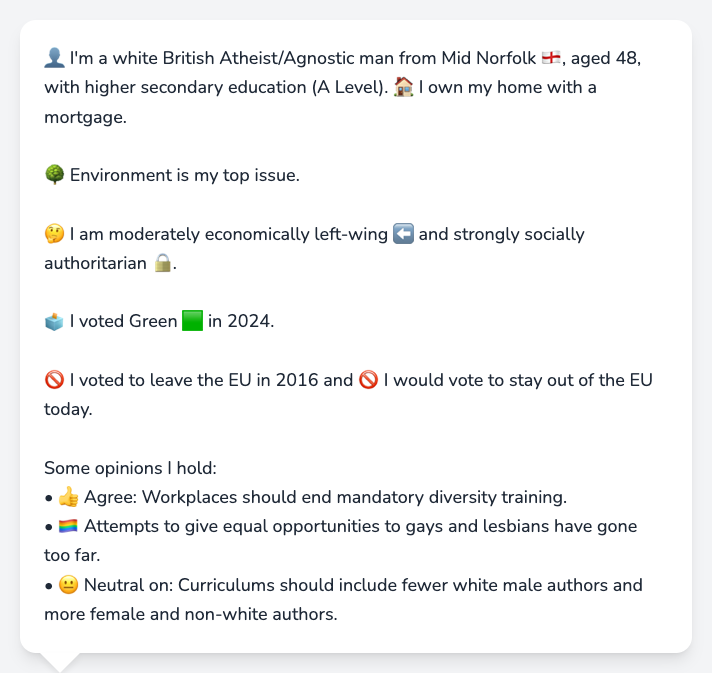 👤 I'm a white British Atheist/Agnostic man from Mid Norfolk 🏴󠁧󠁢󠁥󠁮󠁧󠁿, aged 48,
with higher secondary education (A Level). 🏠 I own my home with a
mortgage.
🌳 Environment is my top issue.
🤔 I am moderately economically left-wing ⬅️ and strongly socially
authoritarian 🔒.
🗳️ I voted Green 🟩 in 2024.
🚫 I voted to leave the EU in 2016 and 🚫 I would vote to stay out of the EU
today.
Some opinions I hold:
• 👍 Agree: Workplaces should end mandatory diversity training.
• 🏳️‍🌈 Attempts to give equal opportunities to gays and lesbians have gone
too far.
• 😐 Neutral on: Curriculums should include fewer white male authors and
more female and non-white authors.